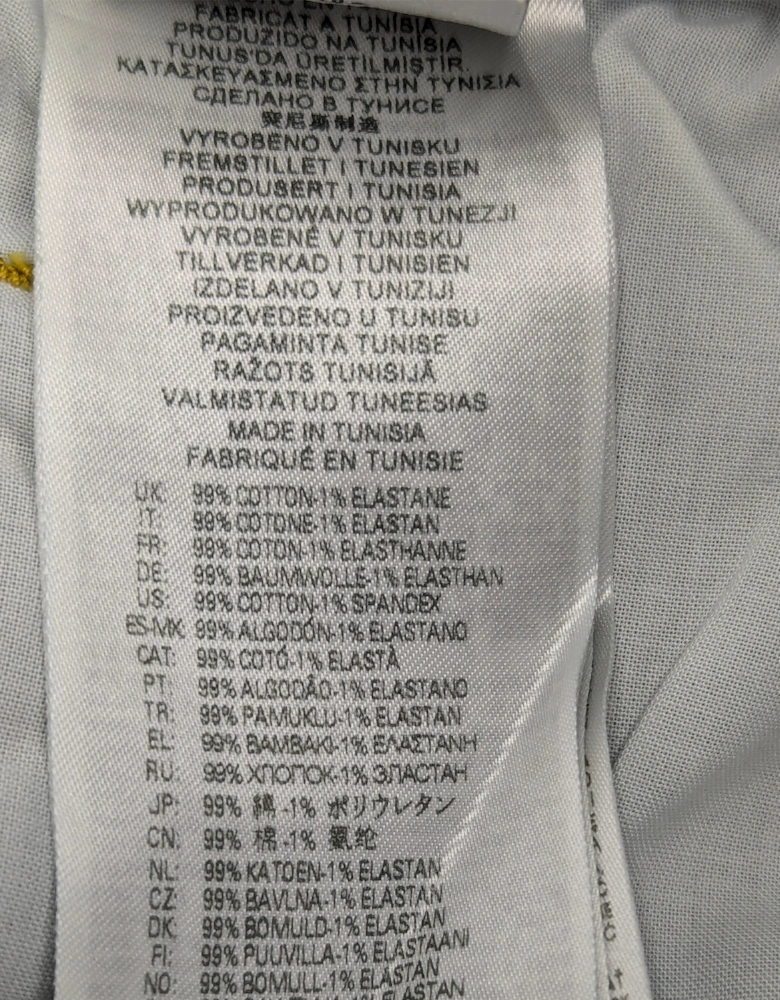 FABRICAT A TUNÍSIA
PRODUZIDO NA TUNÍSIA
TUNUS'DA ÜRETİLMİŞTİR.
ΚΑΤΑΣΚΕΥΑΣΜΕΝΟ ΣΤΗΝ ΤΥΝΙΣΙΑ
СДЕЛАНО В ТУНИСЕ
突尼斯制造
VYROBENO V TUNISKU
FREMSTILLET I TUNESIEN
PRODUSERT I TUNISIA
WYPRODUKOWANO W TUNEZJI
VYROBENÉ V TUNISKU
TILLVERKAD I TUNISIEN
IZDELANO V TUNIZIJI
PROIZVEDENO U TUNISU
PAGAMINTA TUNISE
RAŽOTS TUNISIJĀ
VALMISTATUD TUNEESIAS
MADE IN TUNISIA
FABRIQUÉ EN TUNISIE
UK: 99% COTTON-1% ELASTANE
IT: 99% COTONE-1% ELASTAN
FR: 99% COTON-1% ELASTHANNE
DE: 99% BAUMWOLLE-1% ELASTHAN
US: 99% COTTON-1% SPANDEX
ES-MX: 99% ALGODÓN-1% ELASTANO
CAT: 99% COTÓ-1% ELASTÀ
PT: 99% ALGODÃO-1% ELASTANO
TR: 99% PAMUKLU-1% ELASTAN
EL: 99% ΒΑΜΒΑΚΙ-1% ΕΛΑΣΤΑΝΗ
RU: 99% ХЛОПОК-1% ЭЛАСТАН
JP: 99% 綿 -1% ポリウレタン
CN: 99% 棉 -1% 氨纶
NL: 99% KATOEN-1% ELASTAN
CZ: 99% BAVLNA-1% ELASTAN
DK: 99% BOMULD-1% ELASTAN
FI: 99% PUUVILLA-1% ELASTAANI
NO: 99% BOMULL-1% ELASTAN